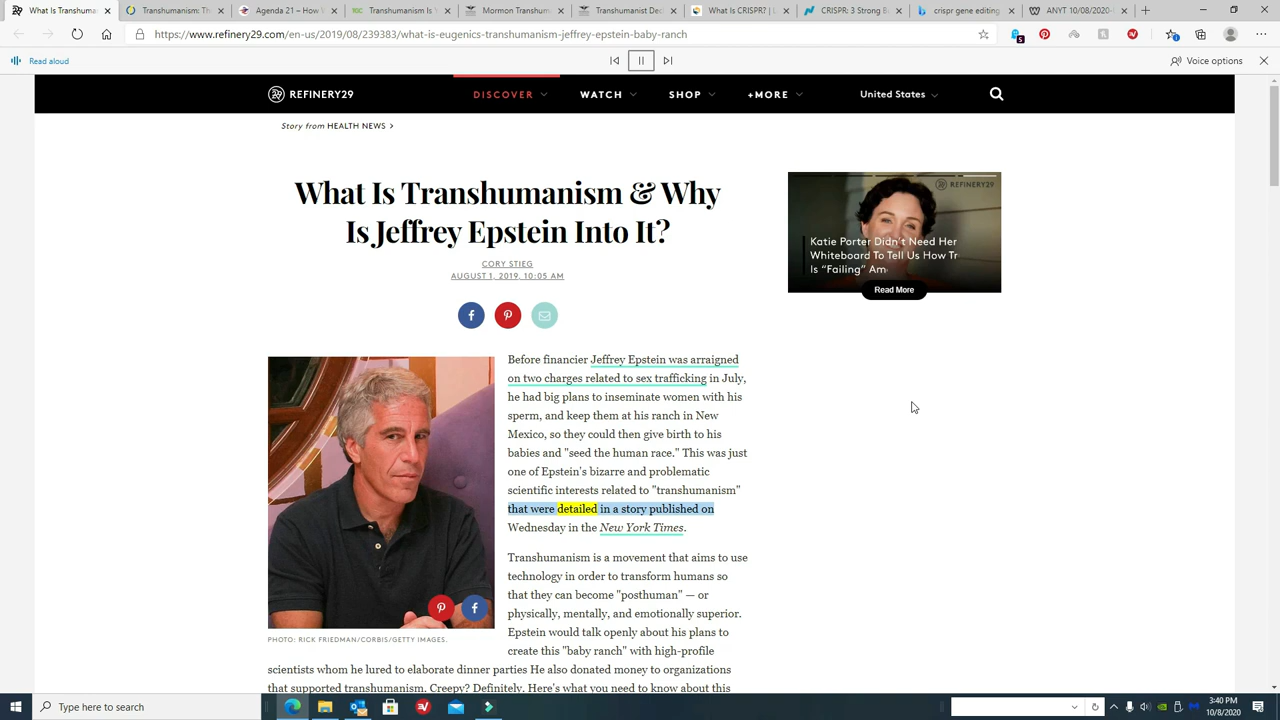 What Is
Transhumanism: Th
Agenda 21 – How
Transhumanism Is
Mormon Transhum
Transhumanist Dec
What is CRISPR? |
CRISPR: 3 Strong B
crispr gene editing
ANYT 10/08/2020
https://www.refinery29.com/en-us/2019/08/239383/what-is-eugenics-transhumanism-jeffrey-epstein-baby-ranch
Read aloud
Voice options
REFINERY29
DISCOVER
WATCH
SHOP
+MORE
United States
Story from HEALTH NEWS >
What Is Transhumanism & Why
Is Jeffrey Epstein Into It?
CORY STIEG
AUGUST 1, 2019, 10:05 AM
REFINERY29
Katie Porter Didn't Need Her
Whiteboard To Tell Us How Tr
Is "Failing" Am
Read More
Before financier Jeffrey Epstein was arraigned
on two charges related to sex trafficking in July,
he had big plans to inseminate women with his
sperm, and keep them at his ranch in New
Mexico, so they could then give birth to his
babies and "seed the human race." This was just
one of Epstein's bizarre and problematic
scientific interests related to "transhumanism"
that were detailed in a story published on
Wednesday in the New York Times.
PHOTO: RICK FRIEDMAN/CORBIS/GETTY IMAGES.
Transhumanism is a movement that aims to use
technology in order to transform humans so
that they can become "posthuman" — or
physically, mentally, and emotionally superior.
Epstein would talk openly about his plans to
create this "baby ranch" with high-profile
scientists whom he lured to elaborate dinner parties He also donated money to organizations
that supported transhumanism. Creepy? Definitely. Here's what you need to know about this
Type here to search
3:40 PM
10/8/2020